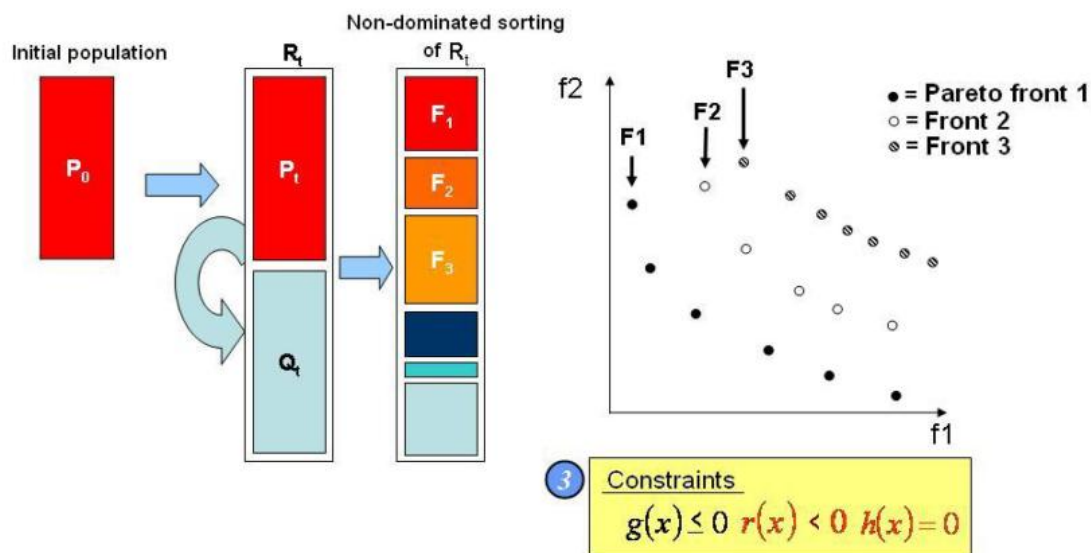 Initial population
P0
Rt
Pt
Qt
Non-dominated sorting
of Rt
F1
F2
F3
f2
F1
F2
F3
f1
= Pareto front 1
= Front 2
= Front 3
3
Constraints
g(x) ≤ 0 r(x) < 0 h(x) = 0